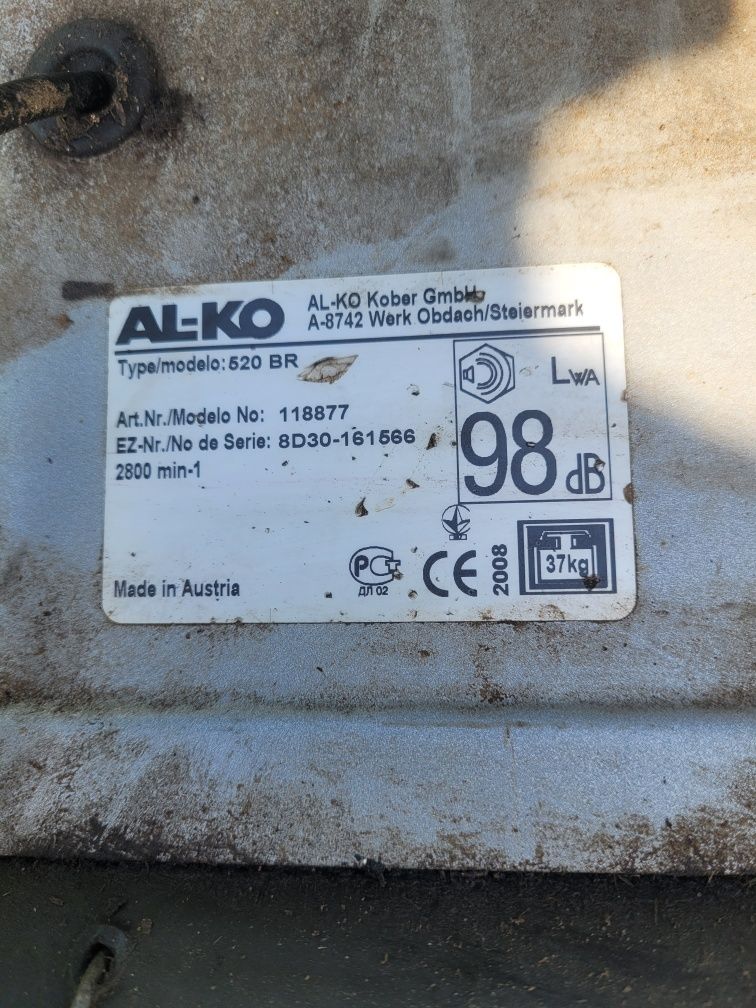 AL-KO
AL-KO Kober GmbH
A-8742 Werk Obdach/Steiermark
Type/modelo: 520 BR
LWA
98 dB
Art.Nr./Modelo No: 118877
EZ-Nr./No de Serie: 8D30-161566
2800 min-1
Made in Austria
РСТ
ДЛ 02
CE
2008
37kg